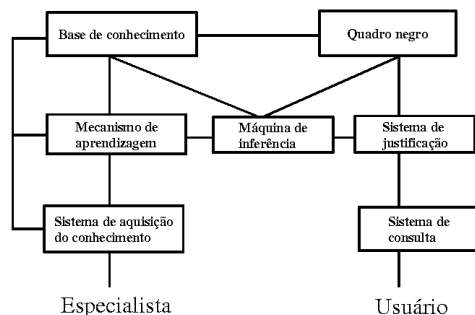 Base de conhecimento
Quadro negro
Mecanismo de
aprendizagem
Máquina de
inferência
Sistema de
justificação
Sistema de aquisição
do conhecimento
Sistema de
consulta
Especialista
Usuário